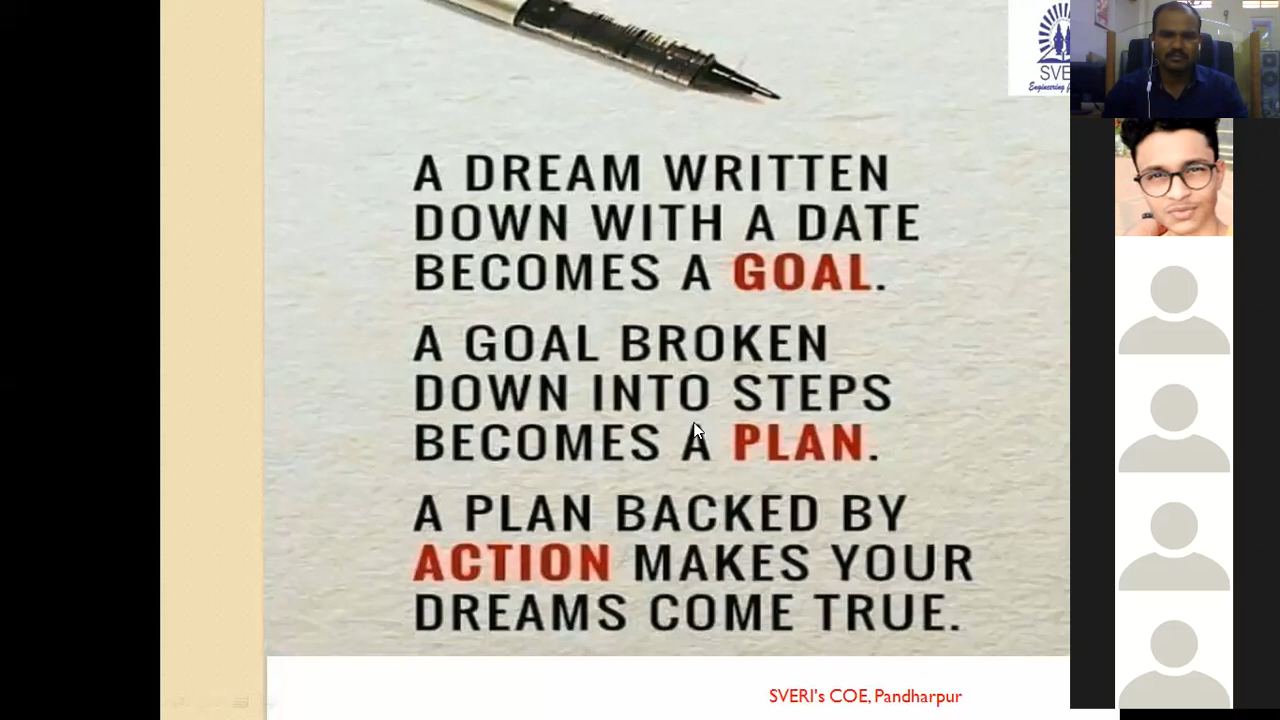 A DREAM WRITTEN
DOWN WITH A DATE
BECOMES A GOAL.
A GOAL BROKEN
DOWN INTO STEPS
BECOMES A PLAN.
A PLAN BACKED BY
ACTION MAKES YOUR
DREAMS COME TRUE.
SVERI's COE, Pandharpur